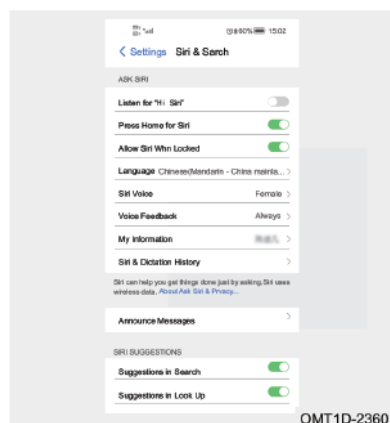 15:02
Settings Siri & Sarch
ASK SIRI
Listen for "Hi Siri"
Press Home for Siri
Allow Siri Whn Locked
Language Chinese(Mandarin - China mainla...
Siri Voice Female
Voice Feedback Always
My Information
Siri & Dictation History
Siri can help you get things done just by asking.Siri uses
wireless data. About Ask Siri & Privacy...
Announce Messages
SIRI SUGGESTIONS
Suggestions in Search
Suggestions in Look Up
OMT1D-2360